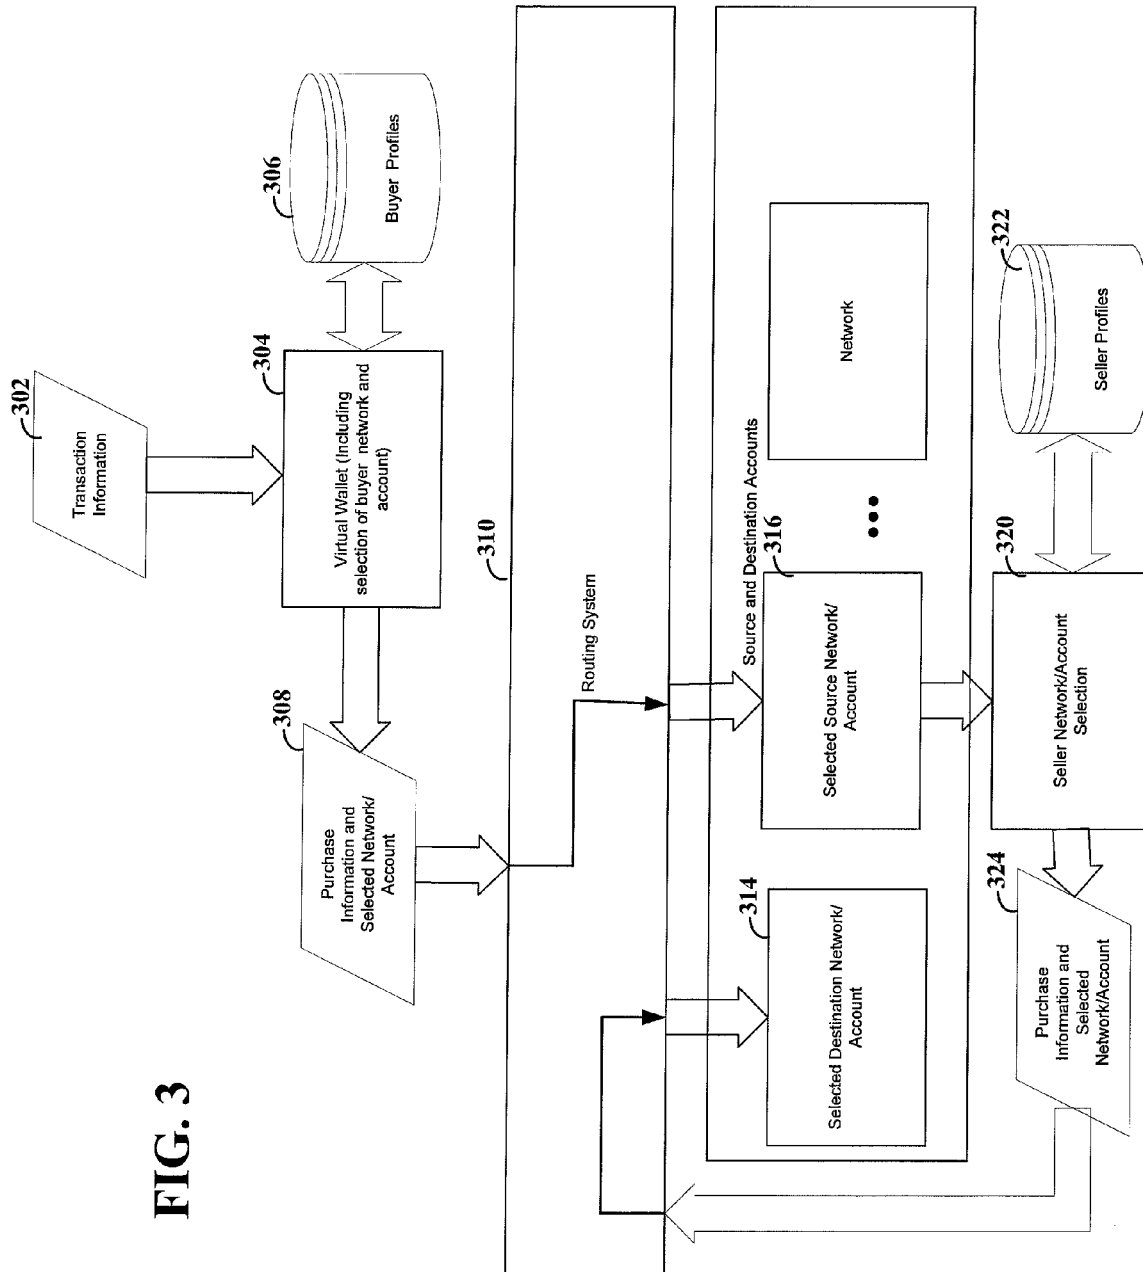 FIG. 3
302
Transaction
Information
304
Virtual Wallet (Including
selection of buyer network and
account)
306
Buyer Profiles
308
Purchase
Information and
Selected Network/
Account
310
Routing System
Source and Destination Accounts
314
Selected Destination Network/
Account
316
Selected Source Network/
Account
Network
320
Seller Network/Account
Selection
322
Seller Profiles
324
Purchase
Information and
Selected
Network/Account